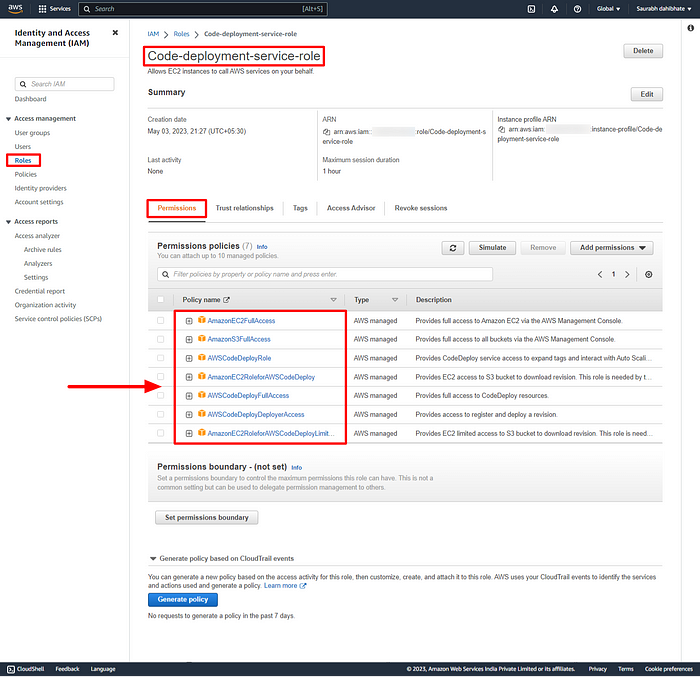 aws Services Search [Alt+S] Global Saurabh dahibhate
Identity and Access
Management (IAM)
Search IAM
Dashboard
Access management
User groups
Users
Roles
Policies
Identity providers
Account settings
Access reports
Access analyzer
Archive rules
Analyzers
Settings
Credential report
Organization activity
Service control policies (SCPs)
IAM > Roles > Code-deployment-service-role
Code-deployment-service-role
Delete
Allows EC2 instances to call AWS services on your behalf.
Summary
Edit
Creation date
May 03, 2023, 21:27 (UTC+05:30)
ARN
arn:aws:iam: :role/Code-deployment-s
ervice-role
Instance profile ARN
arn:aws:iam: instance-profile/Code-de
ployment-service-role
Last activity
None
Maximum session duration
1 hour
Permissions Trust relationships Tags Access Advisor Revoke sessions
Permissions policies (7) Info
You can attach up to 10 managed policies.
Simulate Remove Add permissions
Filter policies by property or policy name and press enter.
1
Policy name Type Description
AmazonEC2FullAccess AWS managed Provides full access to Amazon EC2 via the AWS Management Console.
AmazonS3FullAccess AWS managed Provides full access to all buckets via the AWS Management Console.
AWSCodeDeployRole AWS managed Provides CodeDeploy service access to expand tags and interact with Auto Scali...
AmazonEC2RoleforAWSCodeDeploy AWS managed Provides EC2 access to S3 bucket to download revision. This role is needed by t...
AWSCodeDeployFullAccess AWS managed Provides full access to CodeDeploy resources.
AWSCodeDeployDeployerAccess AWS managed Provides access to register and deploy a revision.
AmazonEC2RoleforAWSCodeDeployLimit... AWS managed Provides EC2 limited access to S3 bucket to download revision. This role is need...
Permissions boundary - (not set) Info
Set a permissions boundary to control the maximum permissions this role can have. This is not a
common setting but can be used to delegate permission management to others.
Set permissions boundary
Generate policy based on CloudTrail events
You can generate a new policy based on the access activity for this role, then customize, create, and attach it to this role. AWS uses your CloudTrail events to identify the services
and actions used and generate a policy. Learn more
Generate policy
No requests to generate a policy in the past 7 days.
CloudShell Feedback Language © 2023, Amazon Web Services India Private Limited or its affiliates. Privacy Terms Cookie preferences